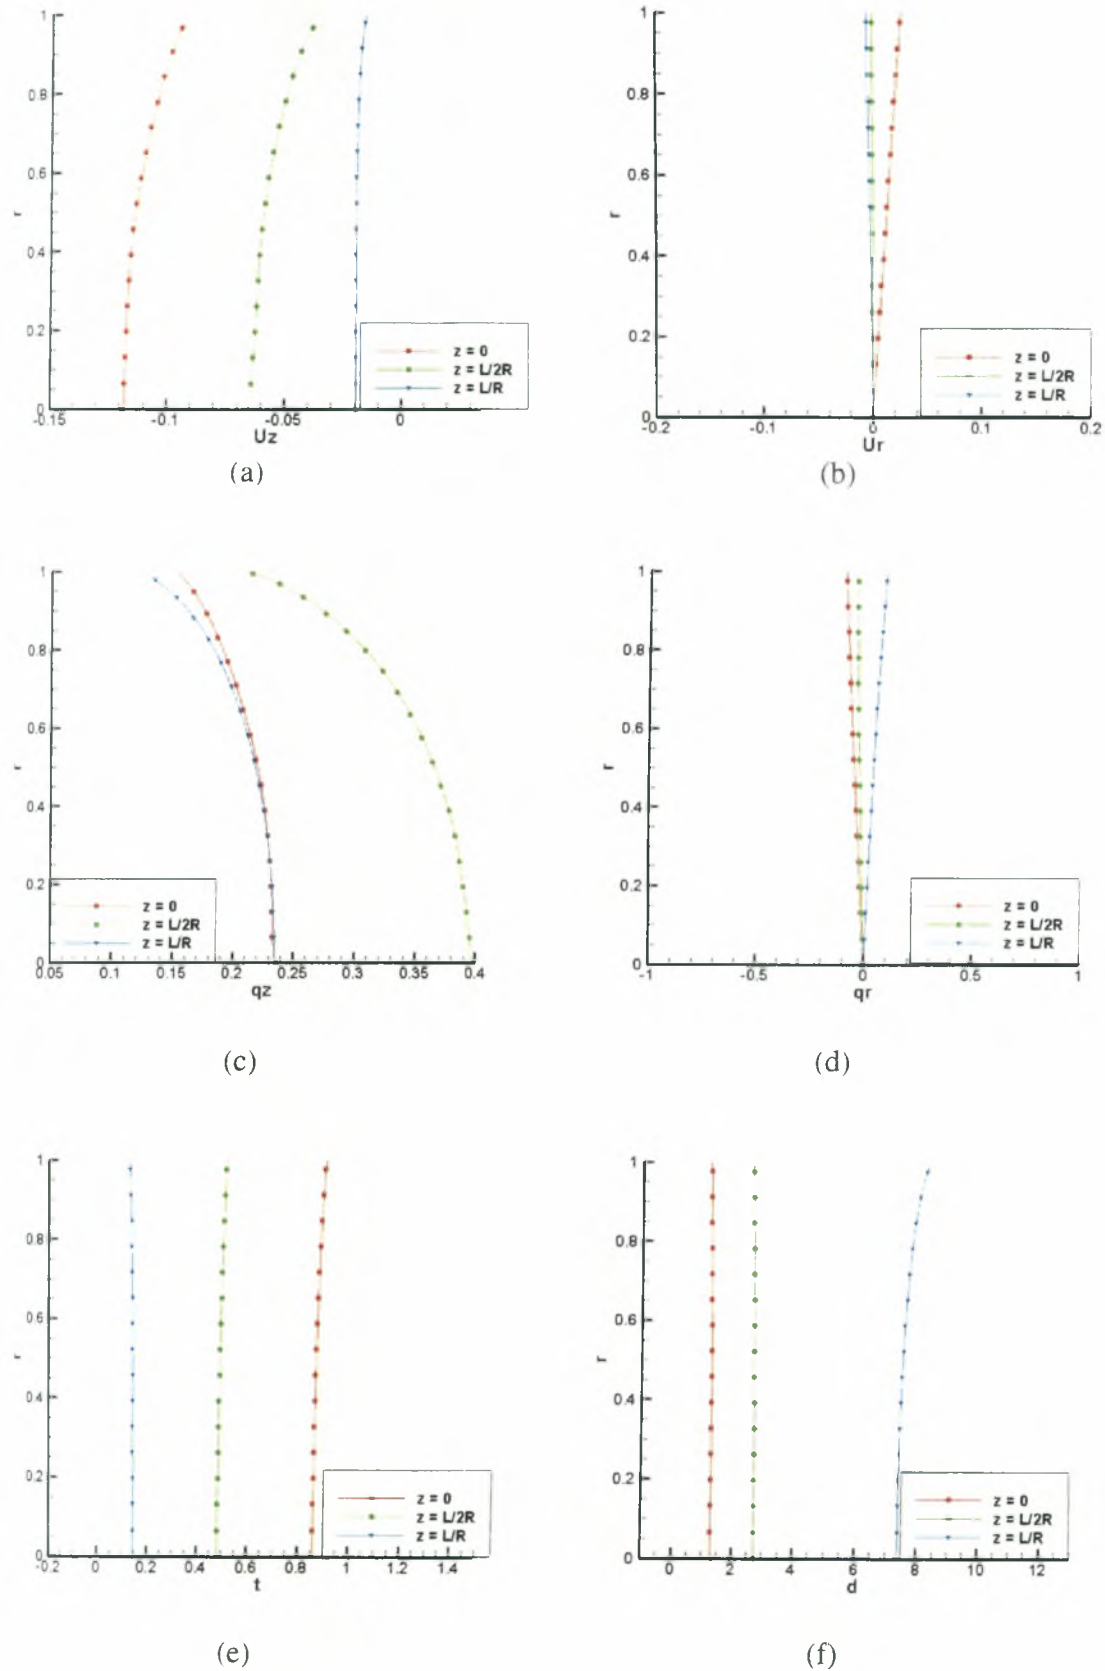 1
0.8
0.6
r
0.4
0.2
0
-0.15
-0.1
-0.05
0
Uz
z = 0
z = L/2R
z = L/R
(a)
1
0.8
0.6
r
0.4
0.2
0
-0.2
-0.1
0
0.1
0.2
Ur
z = 0
z = L/2R
z = L/R
(b)
1
0.8
0.6
r
0.4
0.2
0
0.05
0.1
0.15
0.2
0.25
0.3
0.35
0.4
qz
z = 0
z = L/2R
z = L/R
(c)
1
0.8
0.6
r
0.4
0.2
0
-1
-0.5
0
0.5
1
qr
z = 0
z = L/2R
z = L/R
(d)
1
0.8
0.6
r
0.4
0.2
0
-0.2
0
0.2
0.4
0.6
0.8
1
1.2
1.4
t
z = 0
z = L/2R
z = L/R
(e)
1
0.8
0.6
r
0.4
0.2
0
0
2
4
6
8
10
12
d
z = 0
z = L/2R
z = L/R
(f)